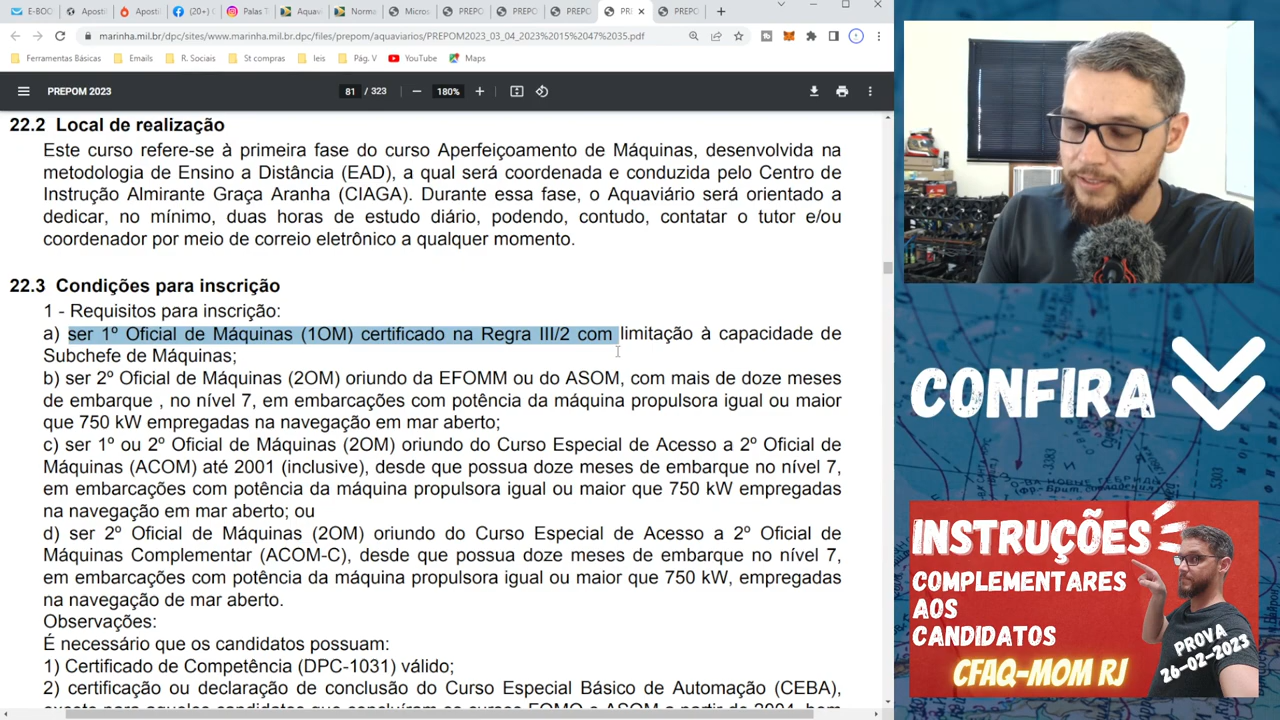 E-BOO
Apostil
Apostil
(20+) (
Palas T
Aquavi
Norma
Micros
PREPO
PREPO
PREPO
PRE
PREPO
marinha.mil.br/dpc/sites/www.marinha.mil.br.dpc/files/prepom/aquaviarios/PREPOM2023_03_04_2023%2015%2047%2035.pdf
Ferramentas Básicas
Emails
R. Sociais
St compras
leis
Pág. V
YouTube
Maps
PREPOM 2023
81 / 323
180%
22.2 Local de realização
Este curso refere-se à primeira fase do curso Aperfeiçoamento de Máquinas, desenvolvida na
metodologia de Ensino a Distância (EAD), a qual será coordenada e conduzida pelo Centro de
Instrução Almirante Graça Aranha (CIAGA). Durante essa fase, o Aquaviário será orientado a
dedicar, no mínimo, duas horas de estudo diário, podendo, contudo, contatar o tutor e/ou
coordenador por meio de correio eletrônico a qualquer momento.
22.3 Condições para inscrição
1 - Requisitos para inscrição:
a) ser 1º Oficial de Máquinas (1OM) certificado na Regra III/2 com limitação à capacidade de
Subchefe de Máquinas;
b) ser 2º Oficial de Máquinas (2OM) oriundo da EFOMM ou do ASOM, com mais de doze meses
de embarque , no nível 7, em embarcações com potência da máquina propulsora igual ou maior
que 750 kW empregadas na navegação em mar aberto;
c) ser 1º ou 2º Oficial de Máquinas (2OM) oriundo do Curso Especial de Acesso a 2º Oficial de
Máquinas (ACOM) até 2001 (inclusive), desde que possua doze meses de embarque no nível 7,
em embarcações com potência da máquina propulsora igual ou maior que 750 kW empregadas
na navegação em mar aberto; ou
d) ser 2º Oficial de Máquinas (2OM) oriundo do Curso Especial de Acesso a 2º Oficial de
Máquinas Complementar (ACOM-C), desde que possua doze meses de embarque no nível 7,
em embarcações com potência da máquina propulsora igual ou maior que 750 kW, empregadas
na navegação de mar aberto.
Observações:
É necessário que os candidatos possuam:
1) Certificado de Competência (DPC-1031) válido;
2) certificação ou declaração de conclusão do Curso Especial Básico de Automação (CEBA),
CONFIRA
INSTRUÇÕES
COMPLEMENTARES
AOS
CANDIDATOS
CFAQ-MOM RJ
PROVA
26-02-2023